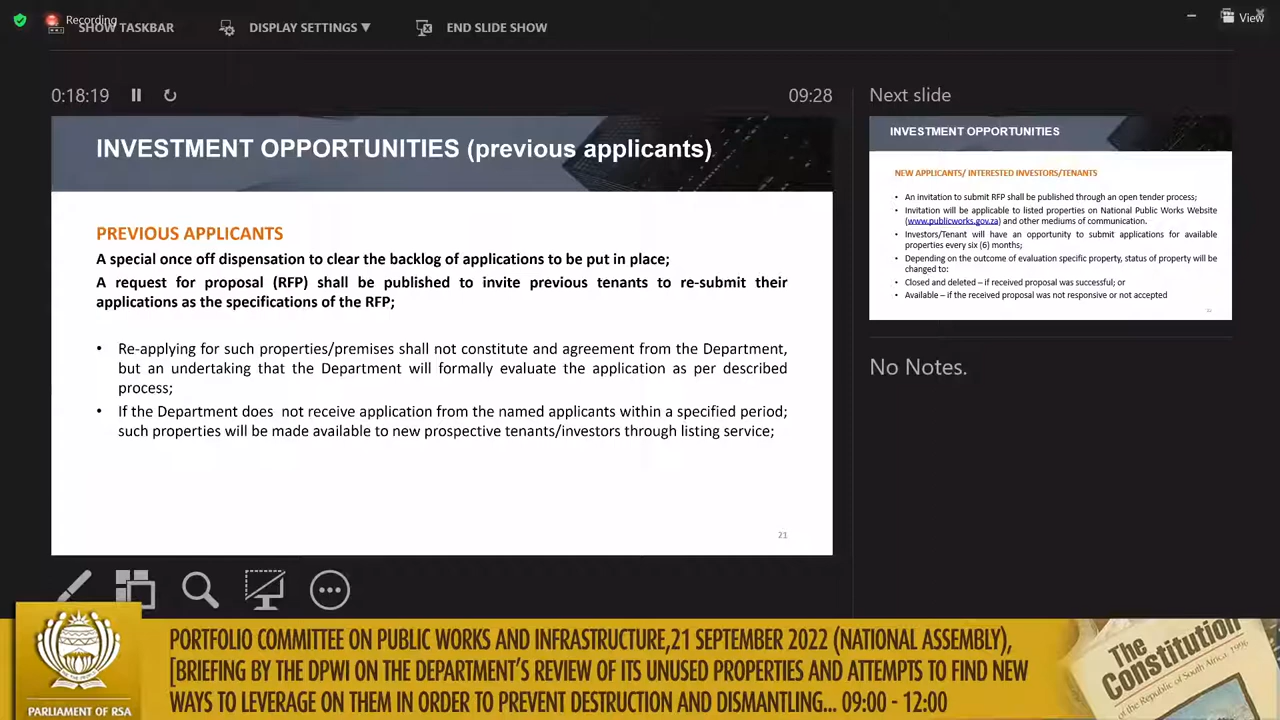 Recording
SHOW TASKBAR
DISPLAY SETTINGS ▼
END SLIDE SHOW
View
0:18:19
09:28
Next slide
INVESTMENT OPPORTUNITIES (previous applicants)
PREVIOUS APPLICANTS
A special once off dispensation to clear the backlog of applications to be put in place;
A request for proposal (RFP) shall be published to invite previous tenants to re-submit their
applications as the specifications of the RFP;
• Re-applying for such properties/premises shall not constitute and agreement from the Department,
but an undertaking that the Department will formally evaluate the application as per described
process;
• If the Department does not receive application from the named applicants within a specified period;
such properties will be made available to new prospective tenants/investors through listing service;
21
INVESTMENT OPPORTUNITIES
NEW APPLICANTS/ INTERESTED INVESTORS/TENANTS
• An invitation to submit RFP shall be published through an open tender process;
• Invitation will be applicable to listed properties on National Public Works Website
(www.publicworks.gov.za) and other mediums of communication.
• Investors/Tenant will have an opportunity to submit applications for available
properties every six (6) months;
• Depending on the outcome of evaluation specific property, status of property will be
changed to:
• Closed and deleted – if received proposal was successful; or
• Available – if the received proposal was not responsive or not accepted
No Notes.
PARLIAMENT OF RSA
PORTFOLIO COMMITTEE ON PUBLIC WORKS AND INFRASTRUCTURE,21 SEPTEMBER 2022 (NATIONAL ASSEMBLY),
[BRIEFING BY THE DPWI ON THE DEPARTMENT'S REVIEW OF ITS UNUSED PROPERTIES AND ATTEMPTS TO FIND NEW
WAYS TO LEVERAGE ON THEM IN ORDER TO PREVENT DESTRUCTION AND DISMANTLING... 09:00 - 12:00
The
Constitution
of the Republic of South Africa, 1996